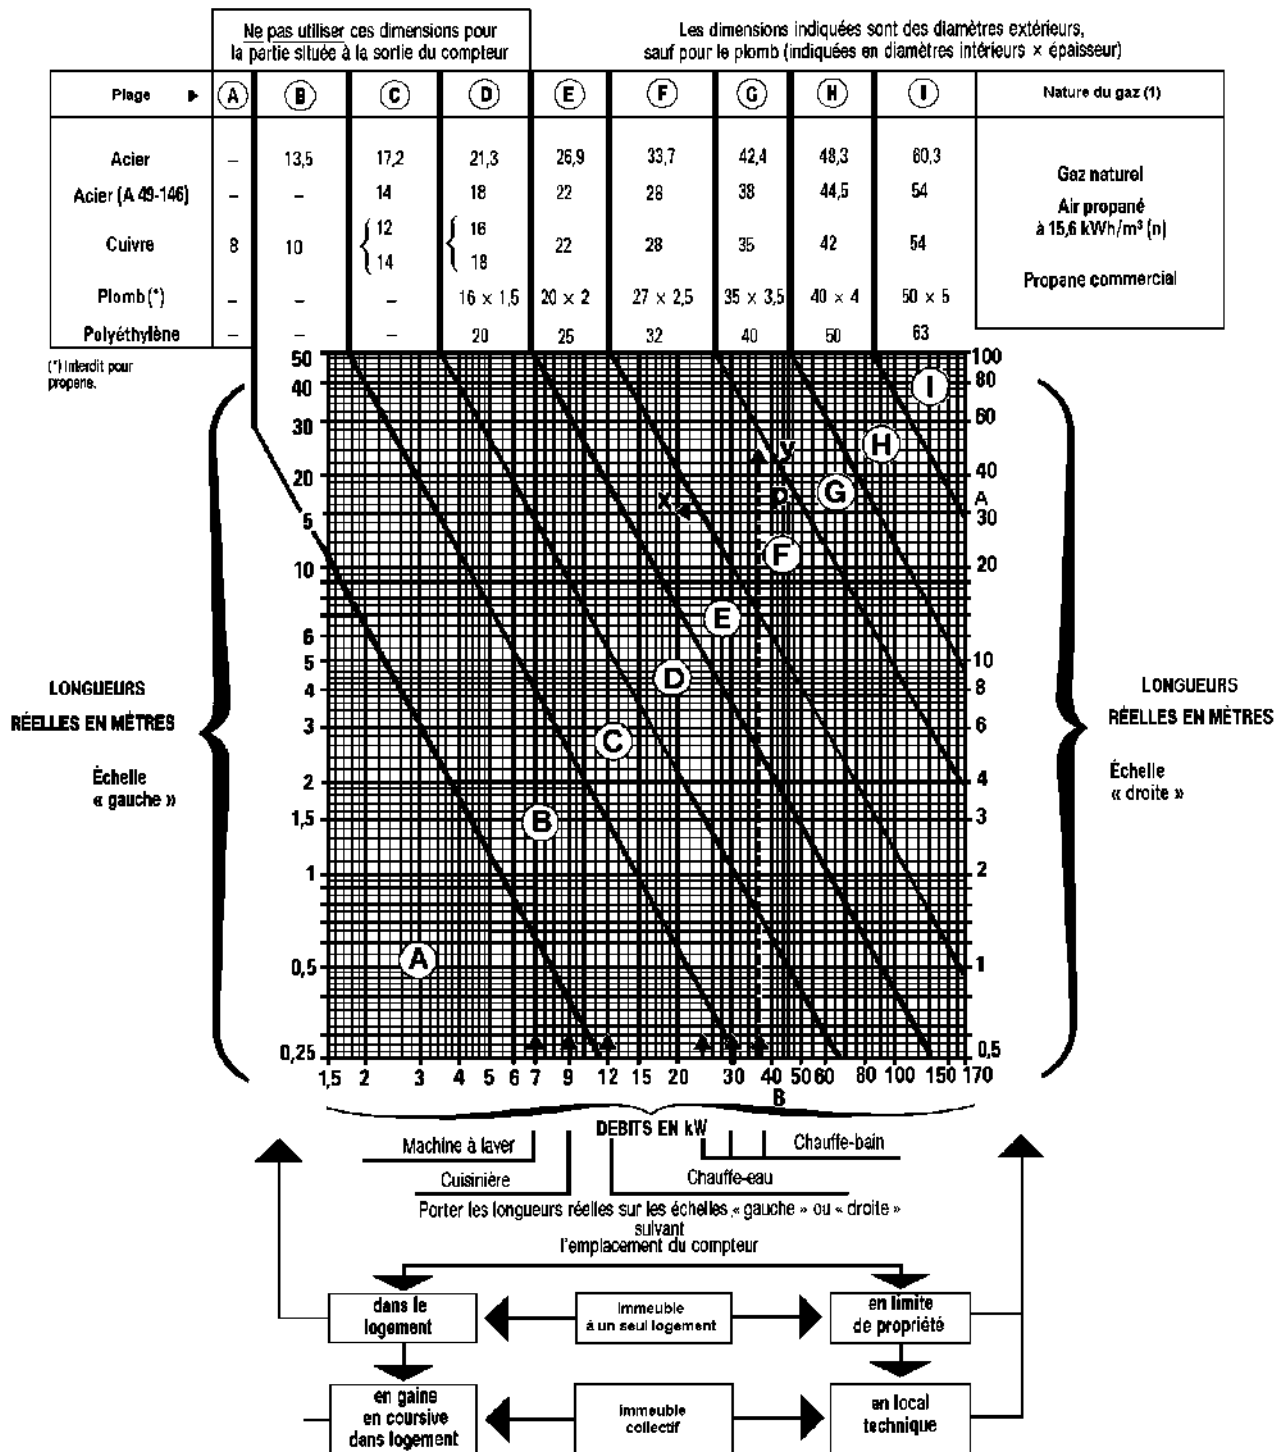 Ne pas utiliser ces dimensions pour
la partie située à la sortie du compteur
Les dimensions indiquées sont des diamètres extérieurs,
sauf pour le plomb (indiquées en diamètres intérieurs × épaisseur)
Plage A B C D E F G H I Nature du gaz (1)
Acier – 13,5 17,2 21,3 26,9 33,7 42,4 48,3 60,3
Acier (A 49-146) – – 14 18 22 28 38 44,5 54
Cuivre 8 10 { 12 14 { 16 18 22 28 35 42 54
Plomb (*) – – – 16 × 1,5 20 × 2 27 × 2,5 35 × 3,5 40 × 4 50 × 5
Polyéthylène – – – 20 25 32 40 50 63
Gaz naturel
Air propané
à 15,6 kWh/m³ (n)
Propane commercial
(*) Interdit pour
propane.
50
40
30
20
5
10
6
5
4
3
2
1,5
1
0,5
0,25
100
80
60
40
A
30
20
10
8
6
4
3
2
1
0,5
I
H
y
G
p
x
F
E
D
C
B
A
LONGUEURS
RÉELLES EN MÈTRES
Échelle
« gauche »
LONGUEURS
RÉELLES EN MÈTRES
Échelle
« droite »
1,5 2 3 4 5 6 7 9 12 15 20 30 40 50 60 80 100 150 170
B
DEBITS EN kW
Machine à laver
Chauffe-bain
Cuisinière
Chauffe-eau
Porter les longueurs réelles sur les échelles « gauche » ou « droite »
suivant
l'emplacement du compteur
dans le
logement
Immeuble
à un seul logement
en limite
de propriété
en gaine
en coursive
dans logement
immeuble
collectif
en local
technique